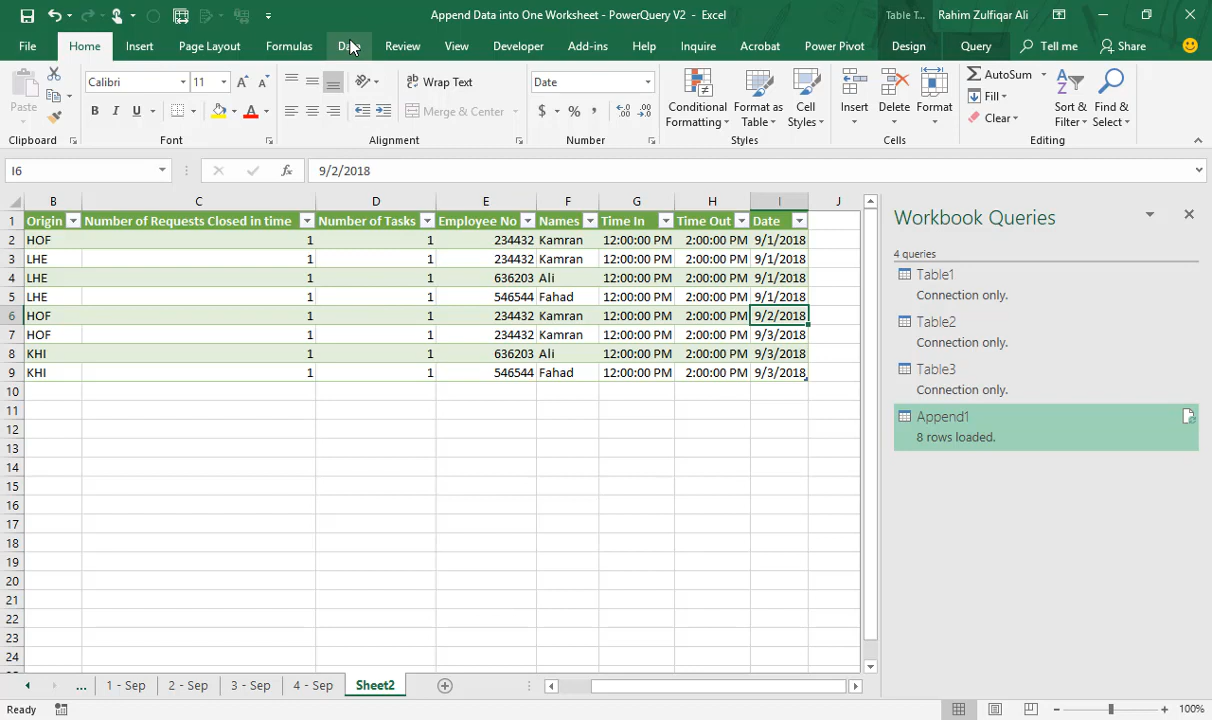 Append Data into One Worksheet - PowerQuery V2 - Excel
Table T...
Rahim Zulfiqar Ali
File Home Insert Page Layout Formulas Data Review View Developer Add-ins Help Inquire Acrobat Power Pivot Design Query Tell me Share
Paste
Calibri 11
B I U
A
Wrap Text
Merge & Center
Date
$ % ,
Conditional Formatting
Format as Table
Cell Styles
Insert
Delete
Format
AutoSum
Fill
Clear
Sort & Filter
Find & Select
Clipboard Font Alignment Number Styles Cells Editing
I6 fx 9/2/2018
B C D E F G H I J
1 Origin Number of Requests Closed in time Number of Tasks Employee No Names Time In Time Out Date
2 HOF 1 1 234432 Kamran 12:00:00 PM 2:00:00 PM 9/1/2018
3 LHE 1 1 234432 Kamran 12:00:00 PM 2:00:00 PM 9/1/2018
4 LHE 1 1 636203 Ali 12:00:00 PM 2:00:00 PM 9/1/2018
5 LHE 1 1 546544 Fahad 12:00:00 PM 2:00:00 PM 9/1/2018
6 HOF 1 1 234432 Kamran 12:00:00 PM 2:00:00 PM 9/2/2018
7 HOF 1 1 234432 Kamran 12:00:00 PM 2:00:00 PM 9/3/2018
8 KHI 1 1 636203 Ali 12:00:00 PM 2:00:00 PM 9/3/2018
9 KHI 1 1 546544 Fahad 12:00:00 PM 2:00:00 PM 9/3/2018
10
11
12
13
14
15
16
17
18
19
20
21
22
23
24
Workbook Queries
4 queries
Table1
Connection only.
Table2
Connection only.
Table3
Connection only.
Append1
8 rows loaded.
... 1 - Sep 2 - Sep 3 - Sep 4 - Sep Sheet2
Ready
100%